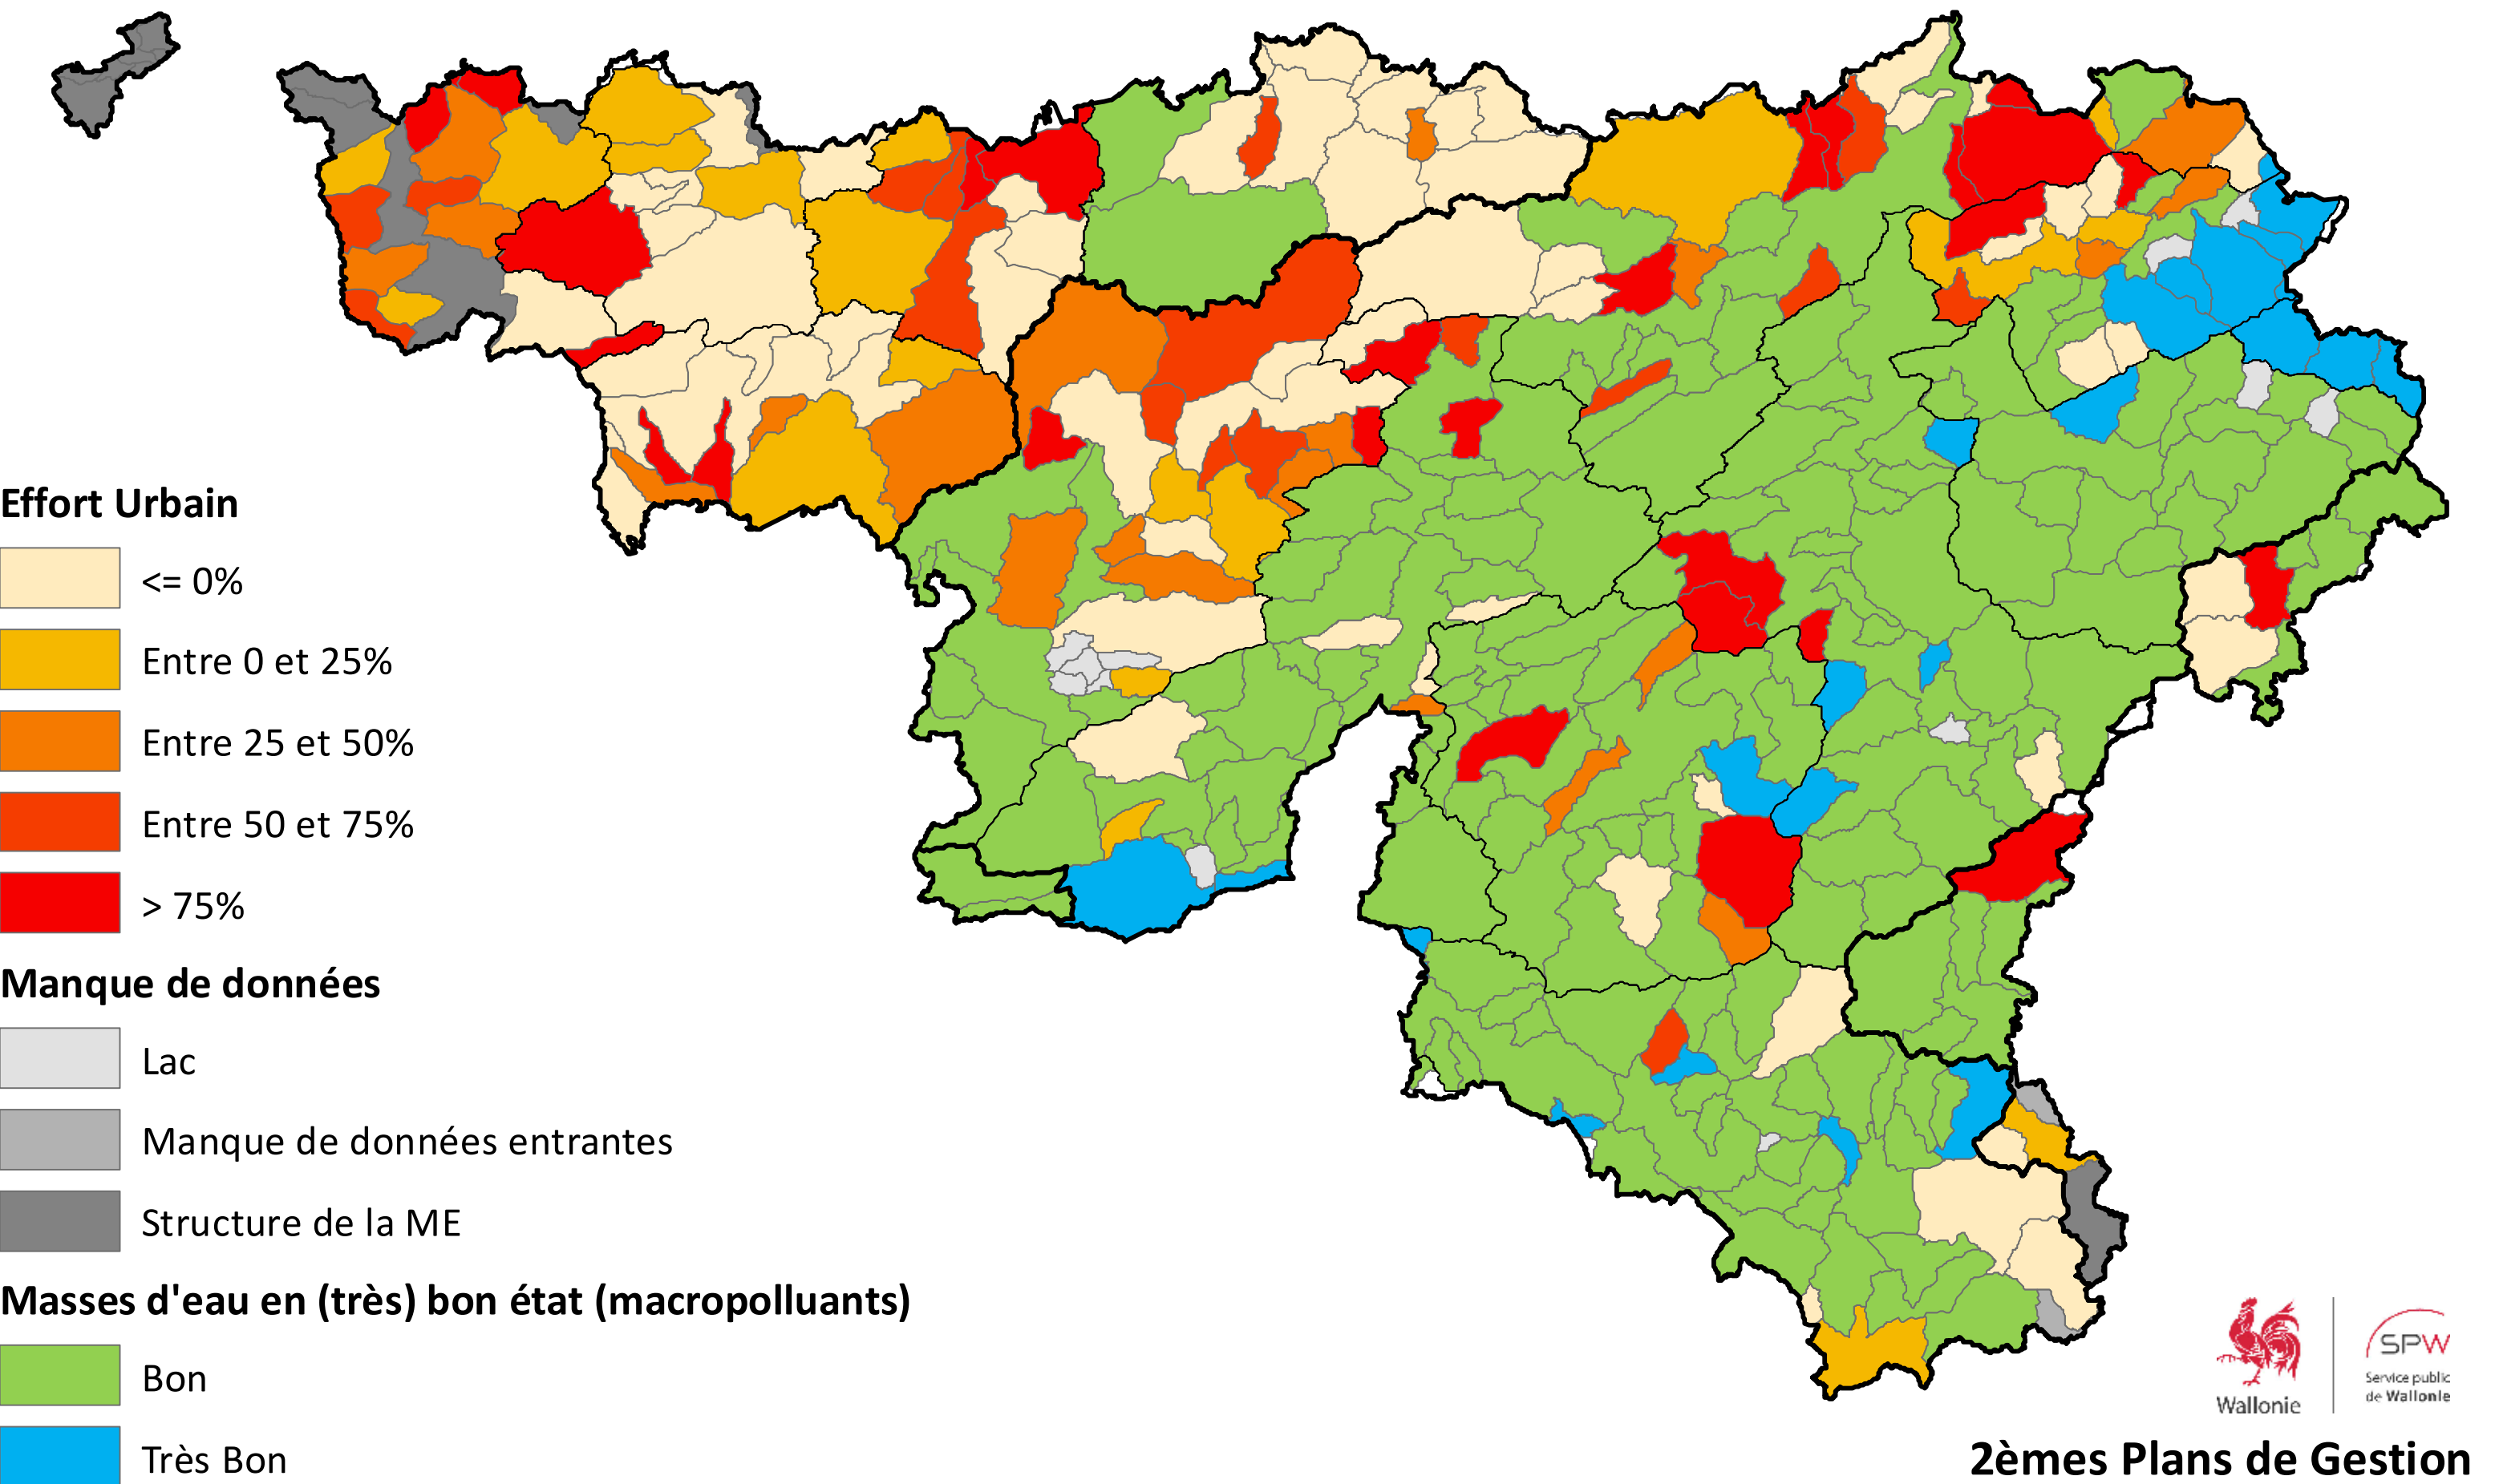 Effort Urbain
<= 0%
Entre 0 et 25%
Entre 25 et 50%
Entre 50 et 75%
> 75%
Manque de données
Lac
Manque de données entrantes
Structure de la ME
Masses d'eau en (très) bon état (macropolluants)
Bon
Très Bon
Wallonie
SPW
Service public
de Wallonie
2èmes Plans de Gestion